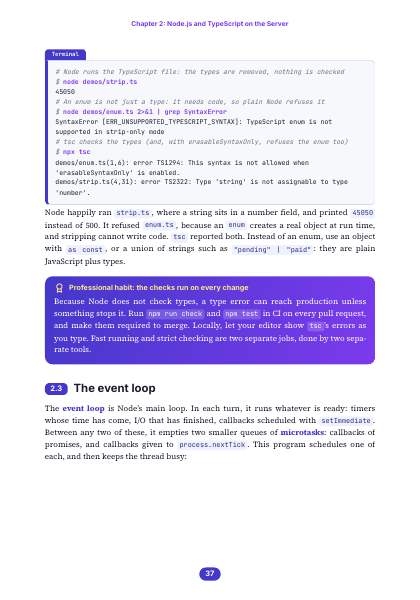 Chapter 2: Node.js and TypeScript on the Server
Terminal
# Node runs the TypeScript file: the types are removed, nothing is checked
$ node demos/strip.ts
45050
# An enum is not just a type: it needs code, so plain Node refuses it
$ node demos/enum.ts 2>&1 | grep SyntaxError
SyntaxError [ERR_UNSUPPORTED_TYPESCRIPT_SYNTAX]: TypeScript enum is not
supported in strip-only mode
# tsc checks the types (and, with erasableSyntaxOnly, refuses the enum too)
$ npx tsc
demos/enum.ts(1,6): error TS1294: This syntax is not allowed when
'erasableSyntaxOnly' is enabled.
demos/strip.ts(4,31): error TS2322: Type 'string' is not assignable to type
'number'.
Node happily ran strip.ts, where a string sits in a number field, and printed 45050
instead of 500. It refused enum.ts, because an enum creates a real object at run time,
and stripping cannot write code. tsc reported both. Instead of an enum, use an object
with as const, or a union of strings such as "pending" | "paid": they are plain
JavaScript plus types.
Professional habit: the checks run on every change
Because Node does not check types, a type error can reach production unless
something stops it. Run npm run check and npm test in CI on every pull request,
and make them required to merge. Locally, let your editor show tsc's errors as
you type. Fast running and strict checking are two separate jobs, done by two sepa-
rate tools.
2.3 The event loop
The event loop is Node's main loop. In each turn, it runs whatever is ready: timers
whose time has come, I/O that has finished, callbacks scheduled with setImmediate.
Between any two of these, it empties two smaller queues of microtasks: callbacks of
promises, and callbacks given to process.nextTick. This program schedules one of
each, and then keeps the thread busy:
37